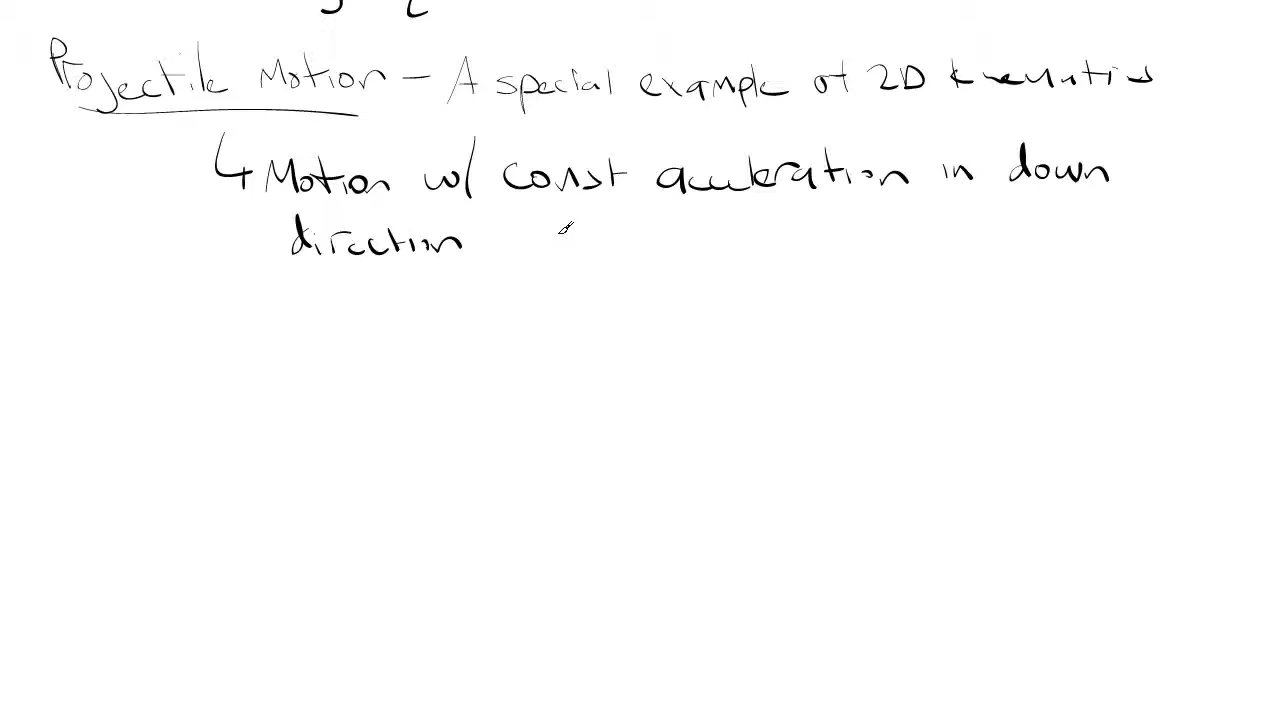 Projectile Motion - A special example of 2D kinematics
↳ Motion w/ const acceleration in down
direction